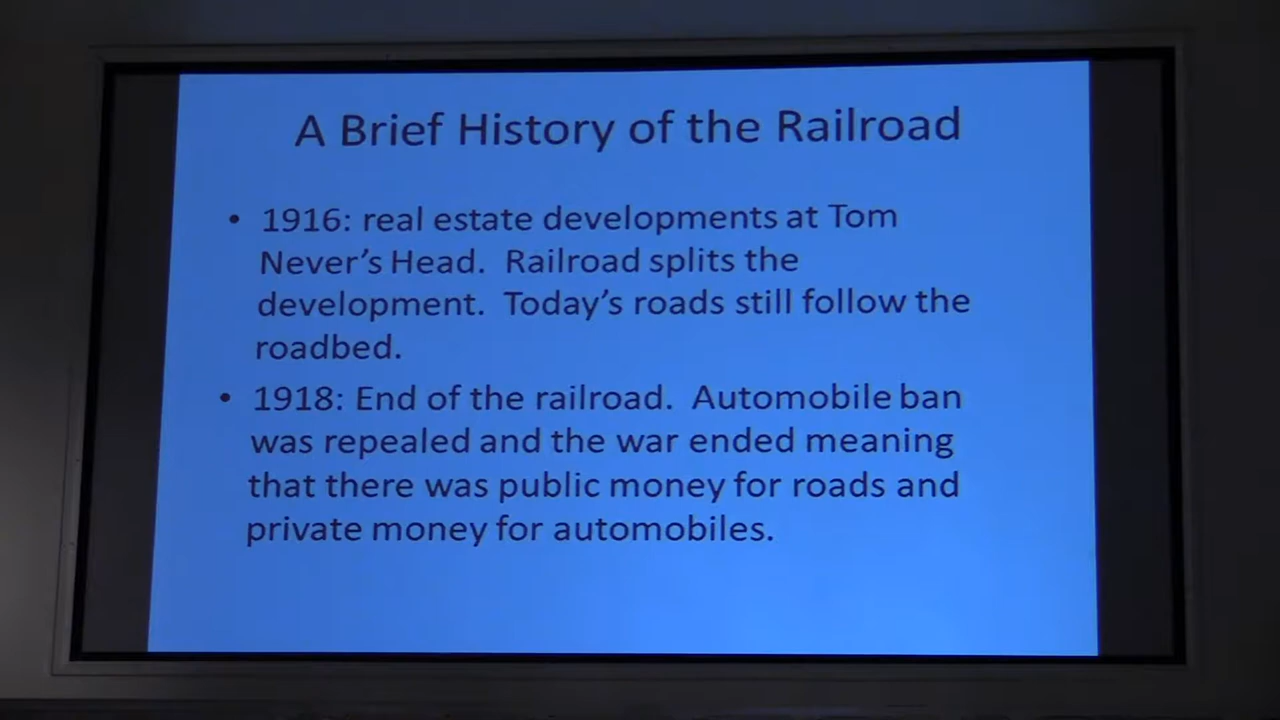 A Brief History of the Railroad
• 1916: real estate developments at Tom
Never's Head. Railroad splits the
development. Today's roads still follow the
roadbed.
• 1918: End of the railroad. Automobile ban
was repealed and the war ended meaning
that there was public money for roads and
private money for automobiles.